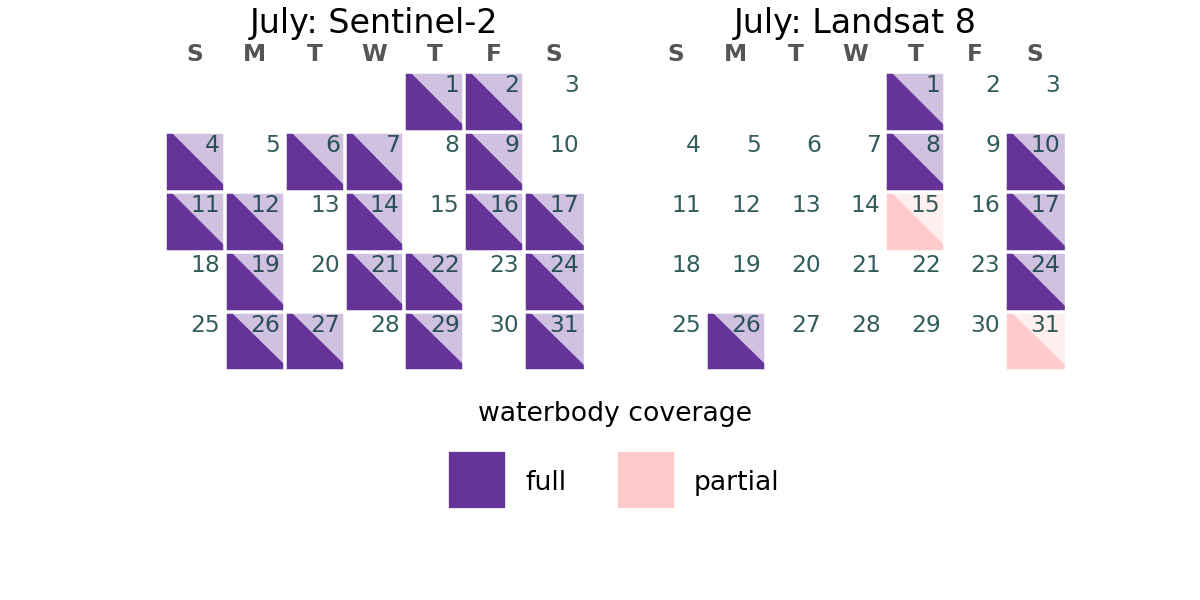 July: Sentinel-2
S M T W T F S
1 2 3
4 5 6 7 8 9 10
11 12 13 14 15 16 17
18 19 20 21 22 23 24
25 26 27 28 29 30 31
July: Landsat 8
S M T W T F S
1 2 3
4 5 6 7 8 9 10
11 12 13 14 15 16 17
18 19 20 21 22 23 24
25 26 27 28 29 30 31
waterbody coverage
full partial